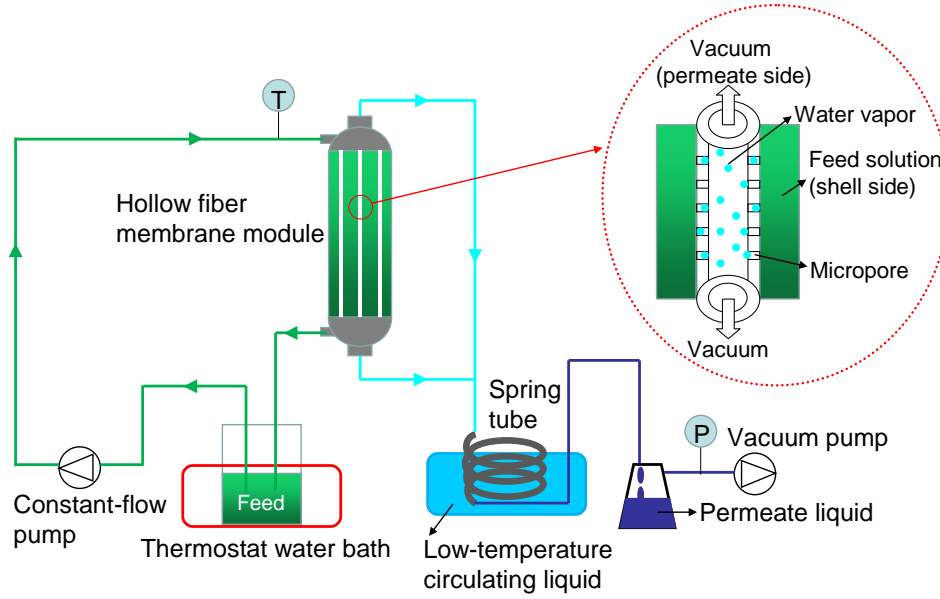 Vacuum
(permeate side)
Water vapor
T
Feed solution
(shell side)
Hollow fiber
membrane module
Micropore
Vacuum
Spring
tube
P
Vacuum pump
Feed
Constant-flow
pump
Permeate liquid
Thermostat water bath
Low-temperature
circulating liquid